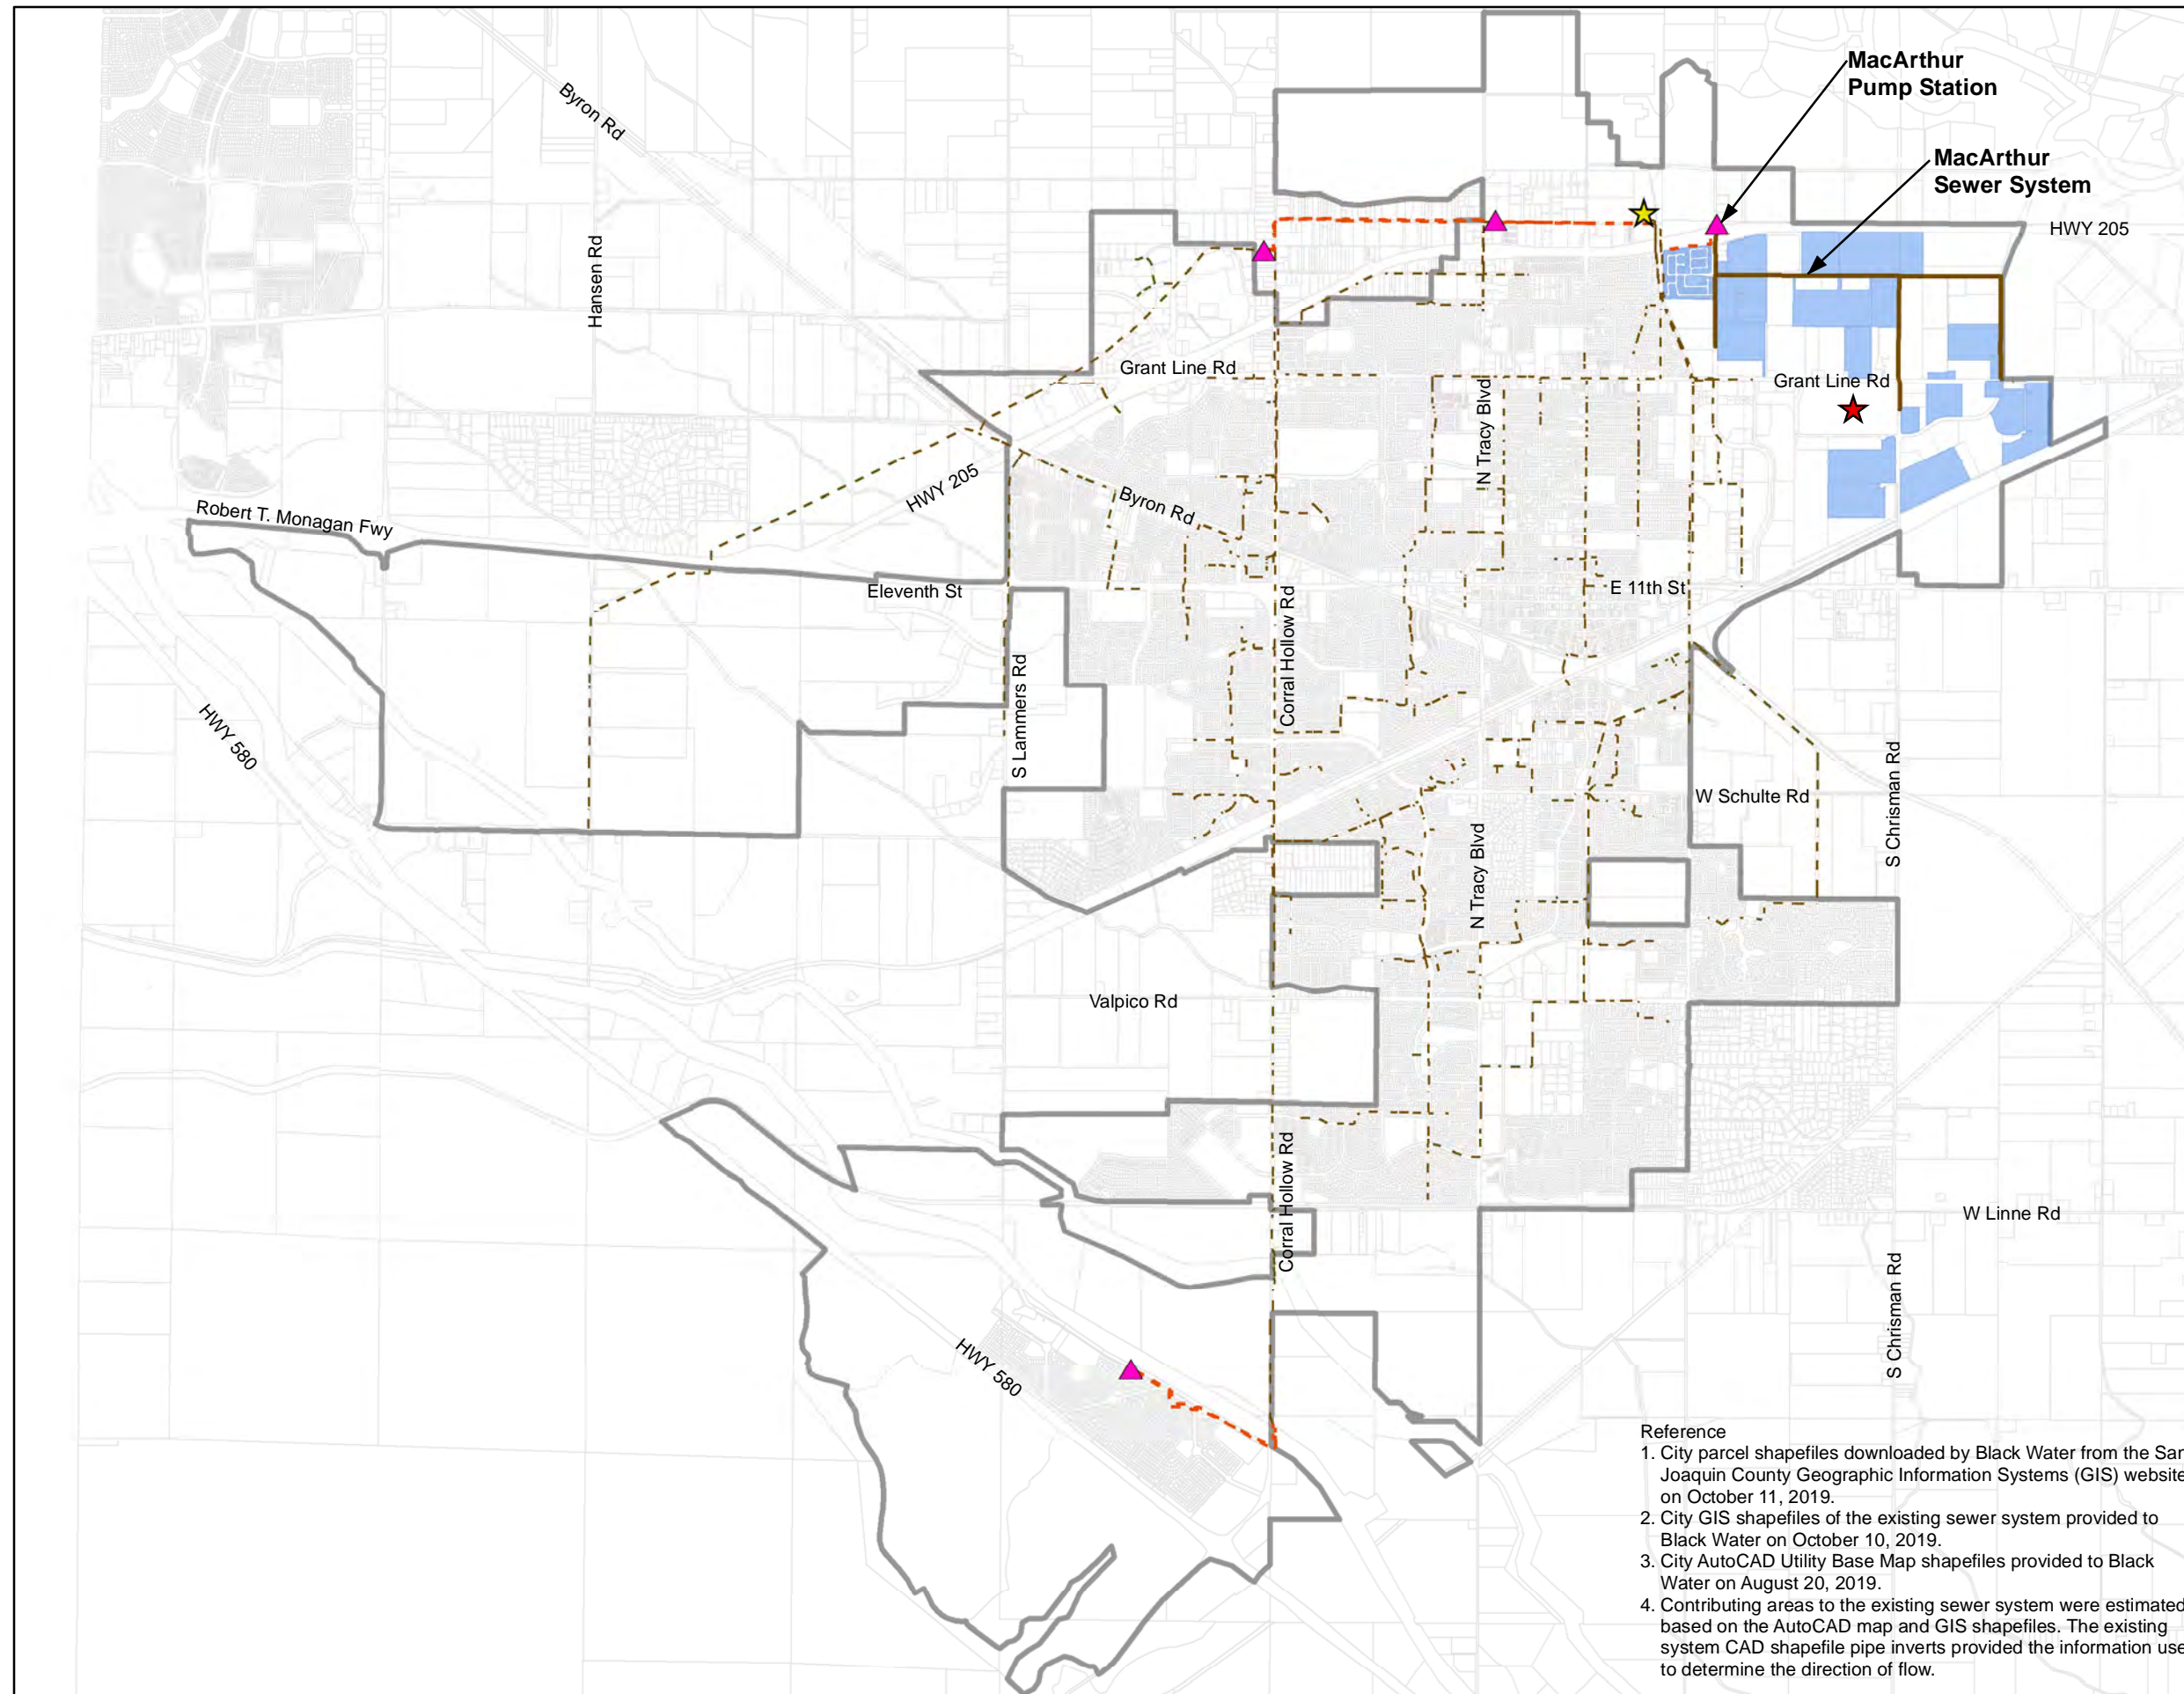 MacArthur
Pump Station
MacArthur
Sewer System
HWY 205
Byron Rd
Hansen Rd
Grant Line Rd
Grant Line Rd
N Tracy Blvd
HWY 205
Byron Rd
Robert T. Monagan Fwy
Eleventh St
E 11th St
Corral Hollow Rd
S Lammers Rd
HWY 580
W Schulte Rd
S Chrisman Rd
N Tracy Blvd
Valpico Rd
Corral Hollow Rd
W Linne Rd
S Chrisman Rd
HWY 580
Reference
1. City parcel shapefiles downloaded by Black Water from the San
Joaquin County Geographic Information Systems (GIS) website
on October 11, 2019.
2. City GIS shapefiles of the existing sewer system provided to
Black Water on October 10, 2019.
3. City AutoCAD Utility Base Map shapefiles provided to Black
Water on August 20, 2019.
4. Contributing areas to the existing sewer system were estimated
based on the AutoCAD map and GIS shapefiles. The existing
system CAD shapefile pipe inverts provided the information use
to determine the direction of flow.